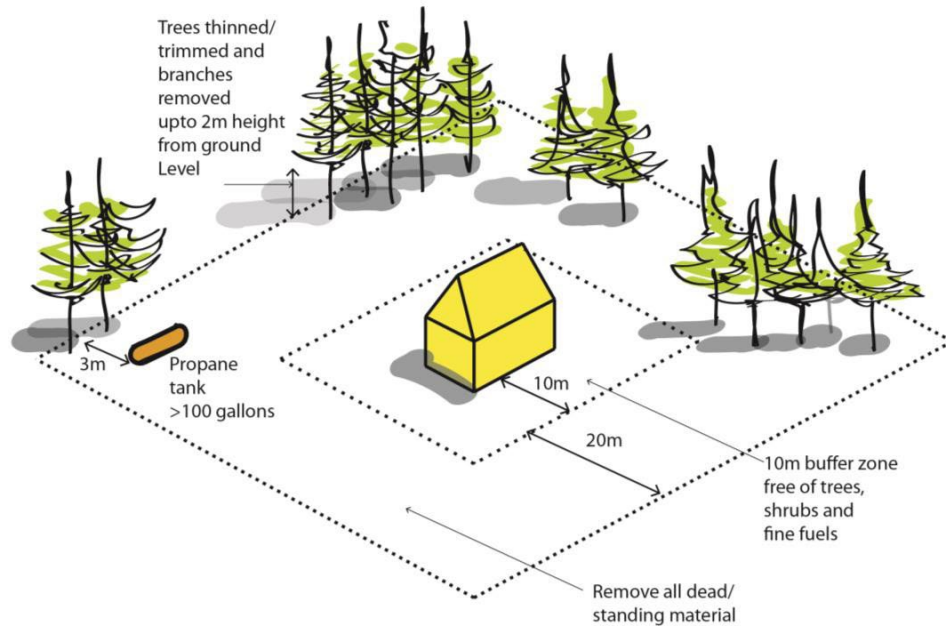 Trees thinned/
trimmed and
branches
removed
upto 2m height
from ground
Level
3m
Propane
tank
>100 gallons
10m
20m
10m buffer zone
free of trees,
shrubs and
fine fuels
Remove all dead/
standing material